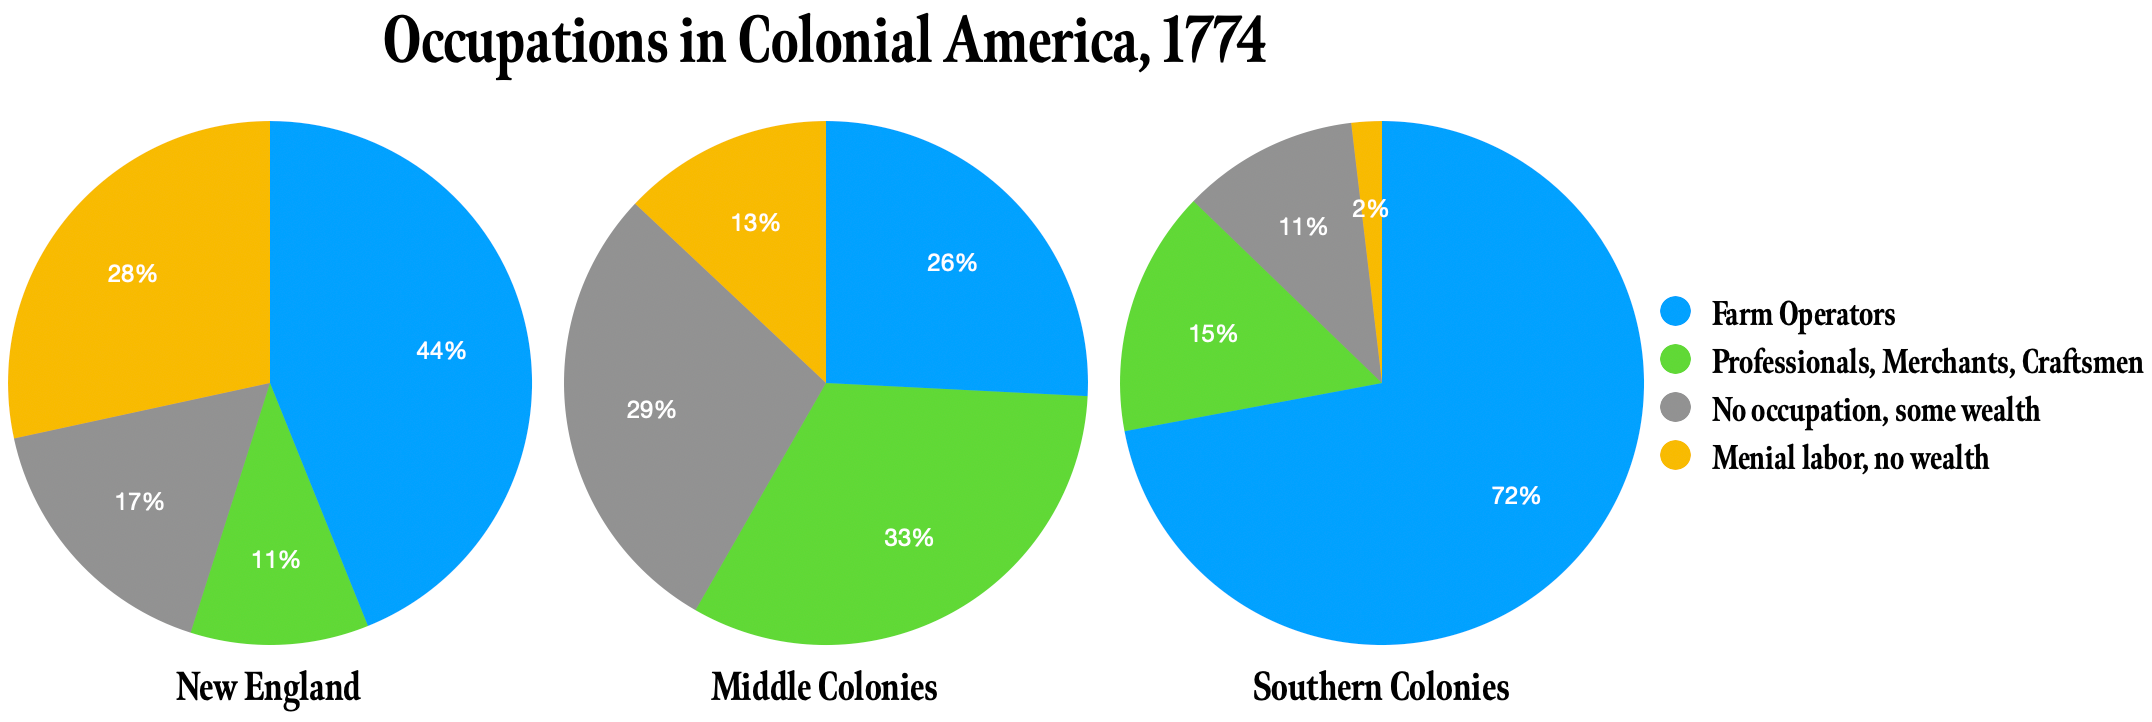 Occupations in Colonial America, 1774
28%
44%
17%
11%
New England
13%
26%
29%
33%
Middle Colonies
2%
11%
15%
72%
Southern Colonies
Farm Operators
Professionals, Merchants, Craftsmen
No occupation, some wealth
Menial labor, no wealth